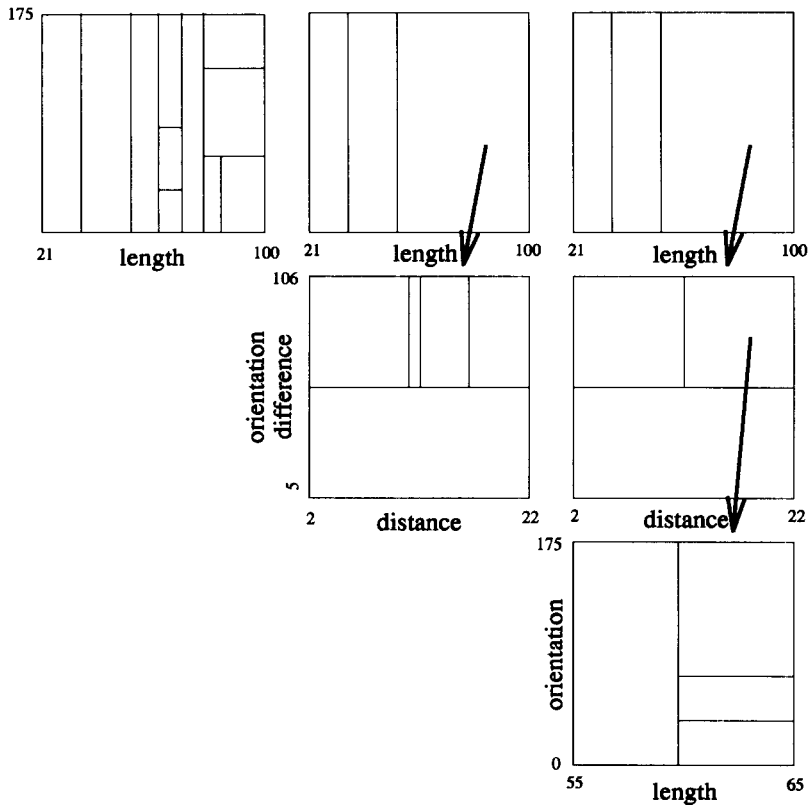 175
21
100
length
21
100
length
21
100
length
106
orientation
difference
5
2
22
distance
2
22
distance
175
orientation
0
55
65
length